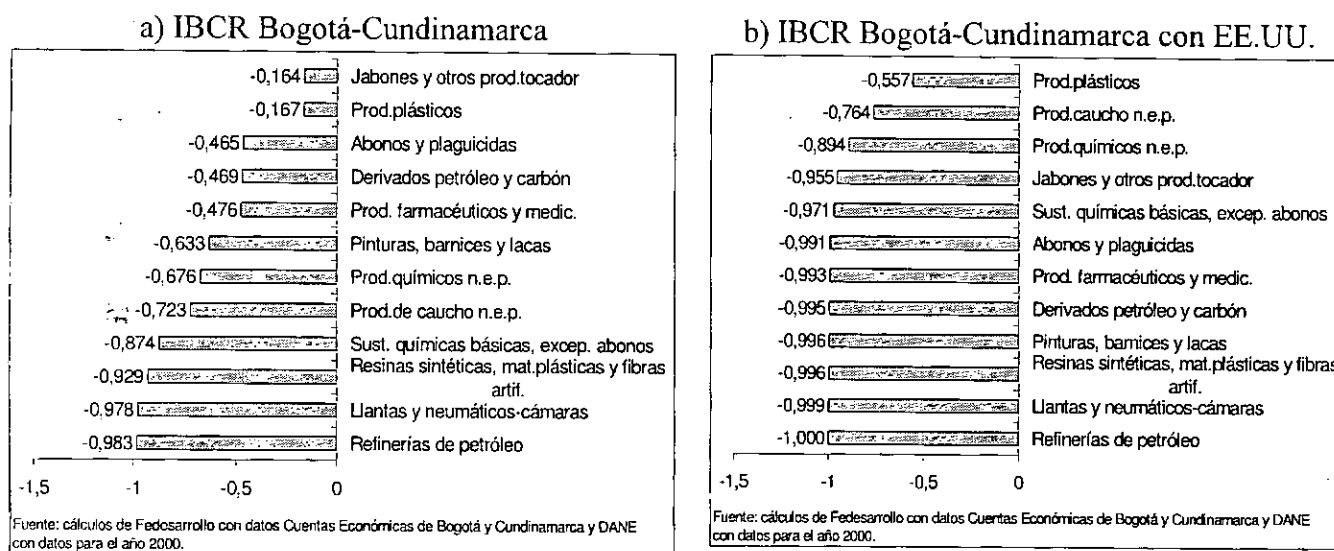 a) IBCR Bogotá-Cundinamarca
-0,164 Jabones y otros prod.tocador
-0,167 Prod.plásticos
-0,465 Abonos y plaguicidas
-0,469 Derivados petróleo y carbón
-0,476 Prod. farmacéuticos y medic.
-0,633 Pinturas, barnices y lacas
-0,676 Prod.químicos n.e.p.
-0,723 Prod.de caucho n.e.p.
-0,874 Sust. químicas básicas, excep. abonos
-0,929 Resinas sintéticas, mat.plásticas y fibras
artif.
-0,978 Llantas y neumáticos-cámaras
-0,983 Refinerías de petróleo
-1,5 -1 -0,5 0
Fuente: cálculos de Fedesarrollo con datos Cuentas Económicas de Bogotá y Cundinamarca y DANE
con datos para el año 2000.
b) IBCR Bogotá-Cundinamarca con EE.UU.
-0,557 Prod.plásticos
-0,764 Prod.caucho n.e.p.
-0,894 Prod.químicos n.e.p.
-0,955 Jabones y otros prod.tocador
-0,971 Sust. químicas básicas, excep. abonos
-0,991 Abonos y plaguicidas
-0,993 Prod. farmacéuticos y medic.
-0,995 Derivados petróleo y carbón
-0,996 Pinturas, barnices y lacas
-0,996 Resinas sintéticas, mat.plásticas y fibras
artif.
-0,999 Llantas y neumáticos-cámaras
-1,000 Refinerías de petróleo
-1,5 -1 -0,5 0
Fuente: cálculos de Fedesarrollo con datos Cuentas Económicas de Bogotá y Cundinamarca y DANE
con datos para el año 2000.